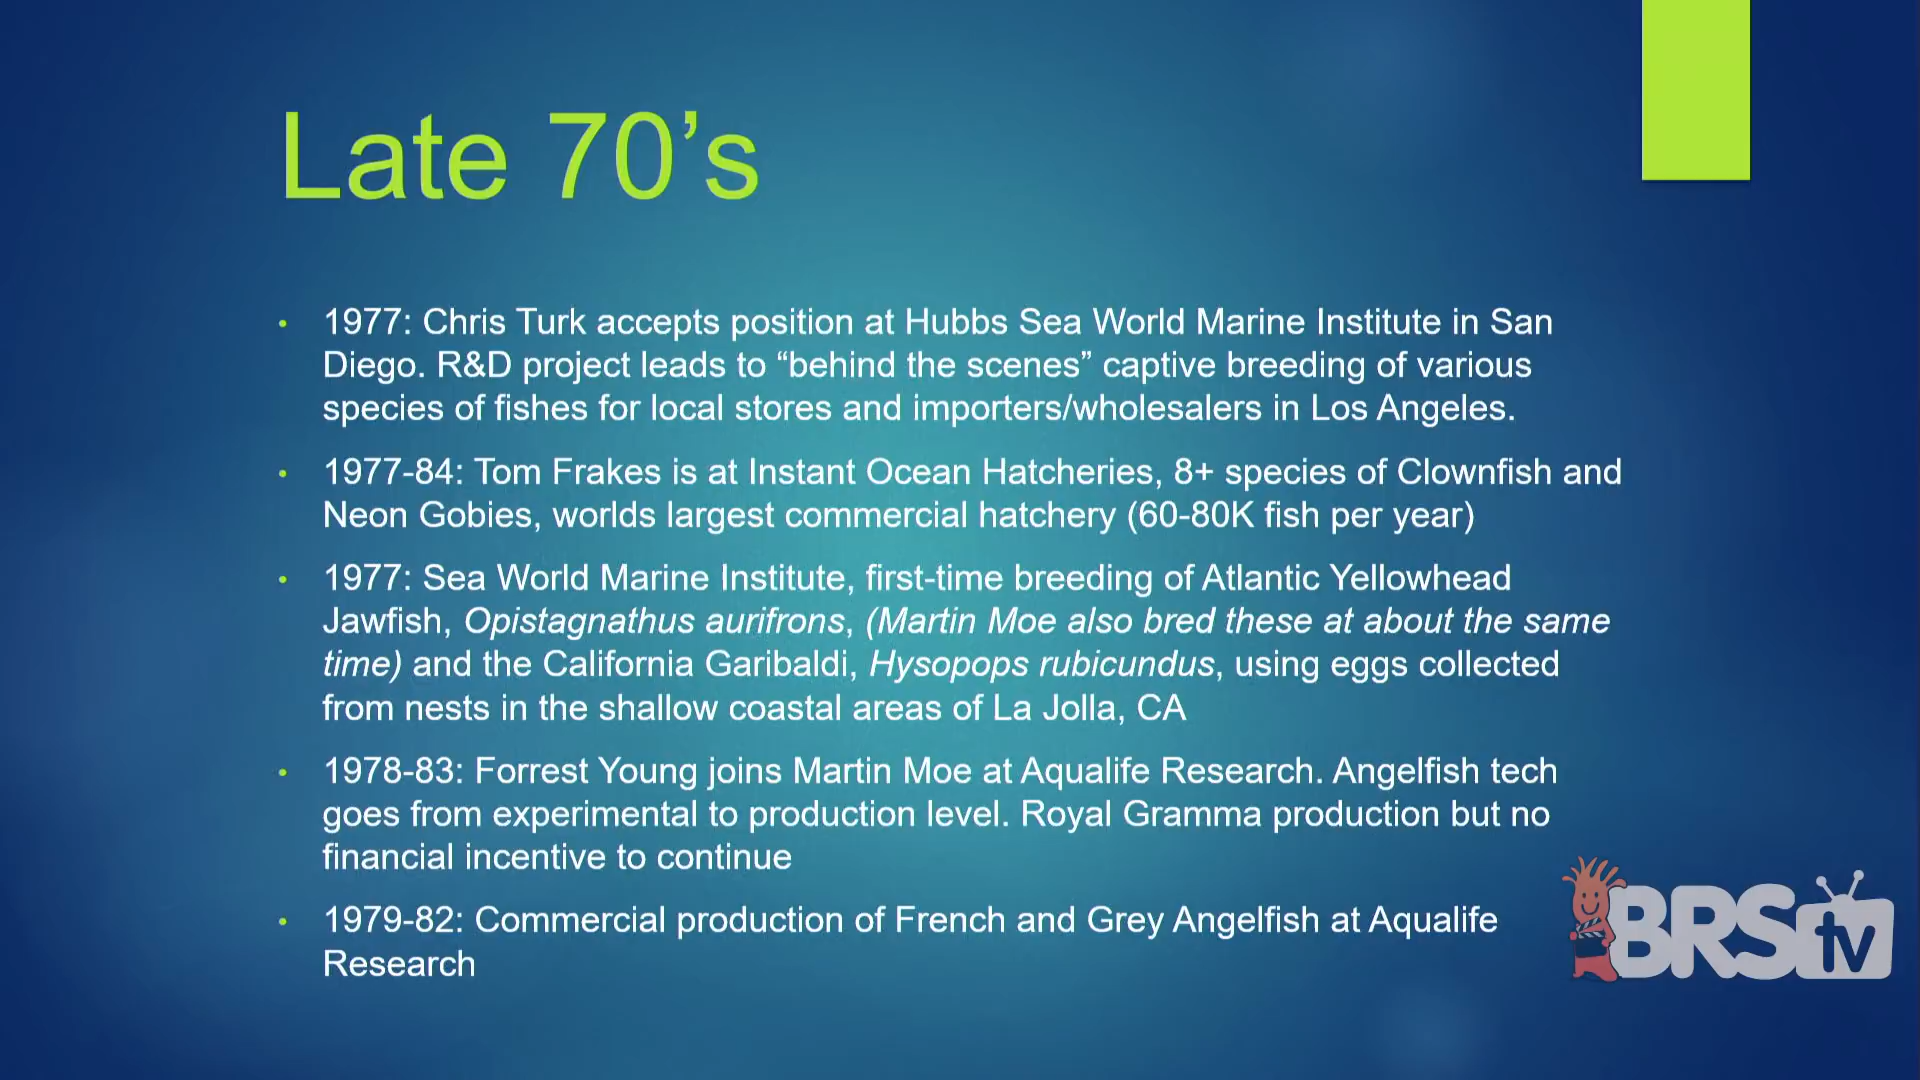 Late 70’s
• 1977: Chris Turk accepts position at Hubbs Sea World Marine Institute in San
Diego. R&D project leads to “behind the scenes” captive breeding of various
species of fishes for local stores and importers/wholesalers in Los Angeles.
• 1977-84: Tom Frakes is at Instant Ocean Hatcheries, 8+ species of Clownfish and
Neon Gobies, worlds largest commercial hatchery (60-80K fish per year)
• 1977: Sea World Marine Institute, first-time breeding of Atlantic Yellowhead
Jawfish, Opistagnathus aurifrons, (Martin Moe also bred these at about the same
time) and the California Garibaldi, Hysopops rubicundus, using eggs collected
from nests in the shallow coastal areas of La Jolla, CA
• 1978-83: Forrest Young joins Martin Moe at Aqualife Research. Angelfish tech
goes from experimental to production level. Royal Gramma production but no
financial incentive to continue
• 1979-82: Commercial production of French and Grey Angelfish at Aqualife
Research
BRStv